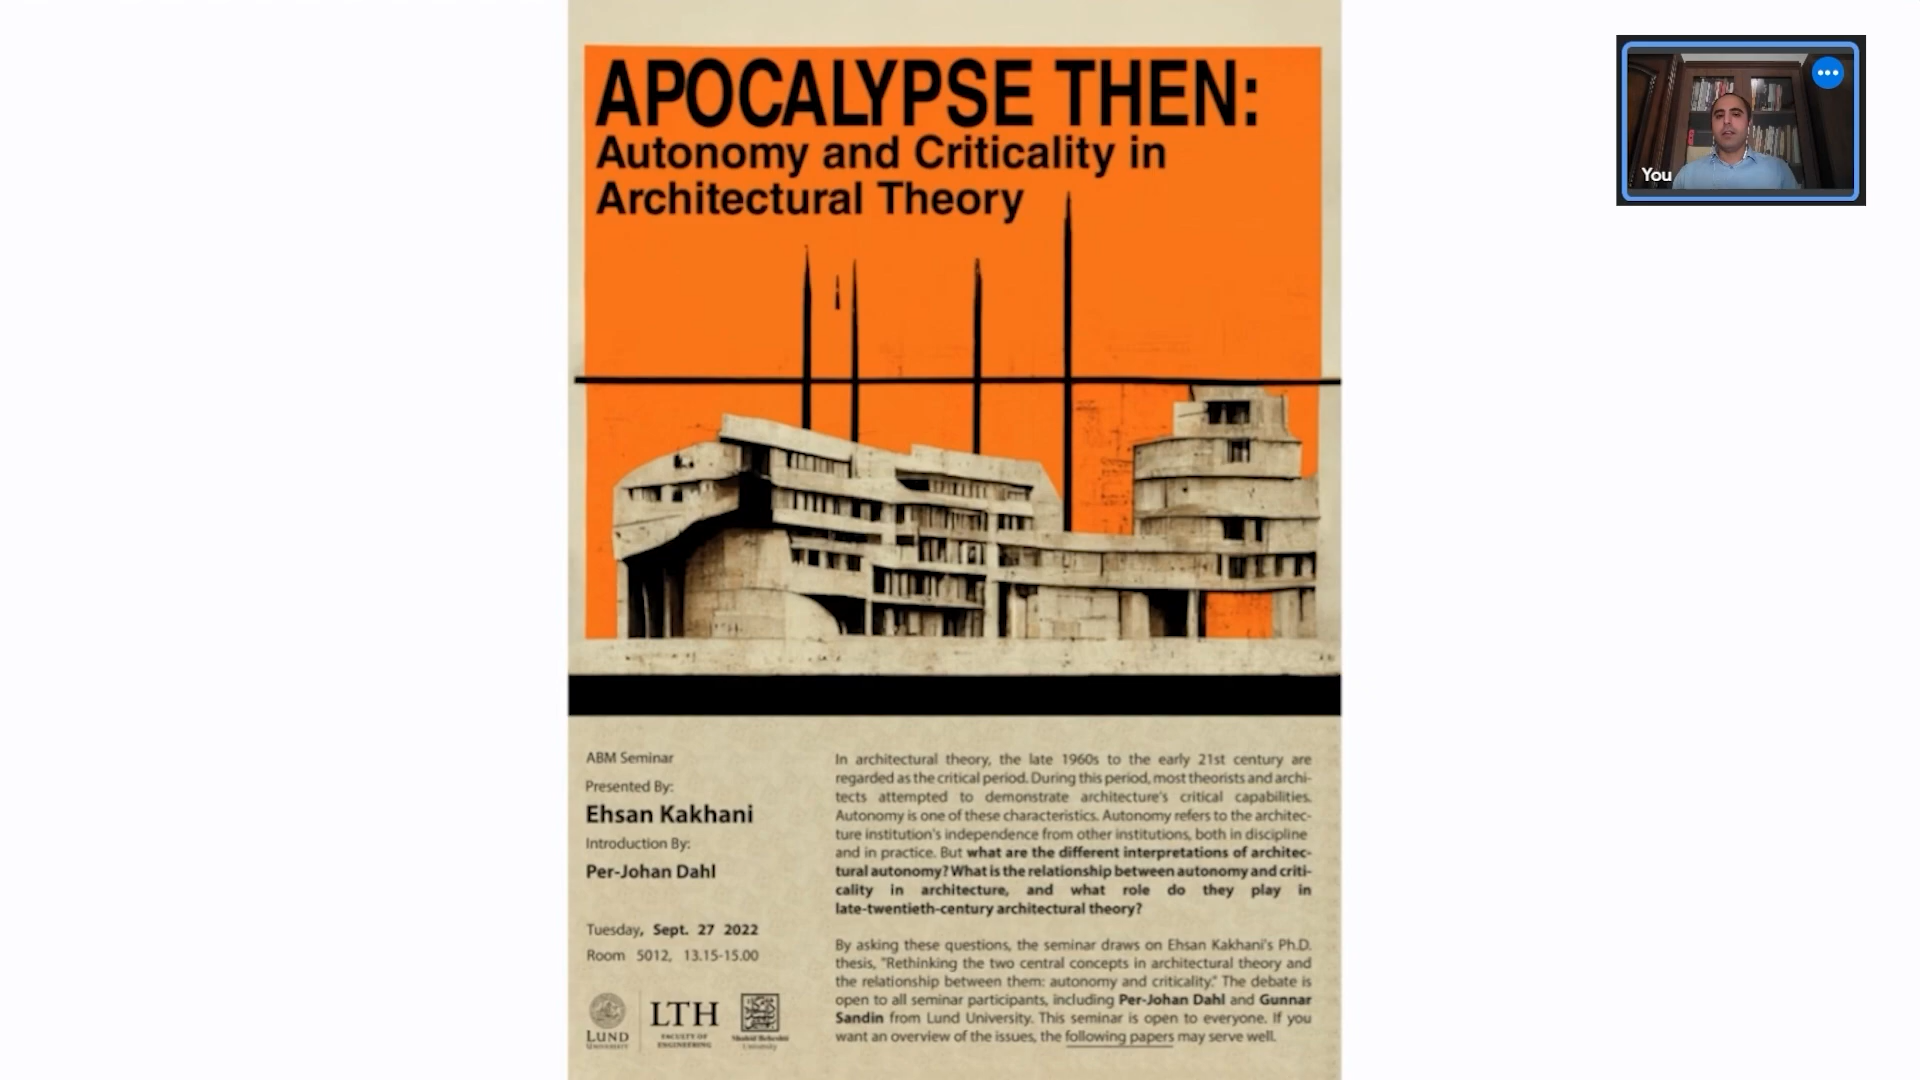 APOCALYPSE THEN:
Autonomy and Criticality in
Architectural Theory
You
ABM Seminar
Presented By:
Ehsan Kakhani
Introduction By:
Per-Johan Dahl
Tuesday, Sept. 27 2022
Room 5012, 13.15-15.00
LUND
UNIVERSITY
LTH
FACULTY OF
ENGINEERING
Shahid Beheshti
University
In architectural theory, the late 1960s to the early 21st century are
regarded as the critical period. During this period, most theorists and archi-
tects attempted to demonstrate architecture's critical capabilities.
Autonomy is one of these characteristics. Autonomy refers to the architec-
ture institution's independence from other institutions, both in discipline
and in practice. But what are the different interpretations of architec-
tural autonomy? What is the relationship between autonomy and criti-
cality in architecture, and what role do they play in
late-twentieth-century architectural theory?
By asking these questions, the seminar draws on Ehsan Kakhani's Ph.D.
thesis, "Rethinking the two central concepts in architectural theory and
the relationship between them: autonomy and criticality." The debate is
open to all seminar participants, including Per-Johan Dahl and Gunnar
Sandin from Lund University. This seminar is open to everyone. If you
want an overview of the issues, the following papers may serve well.